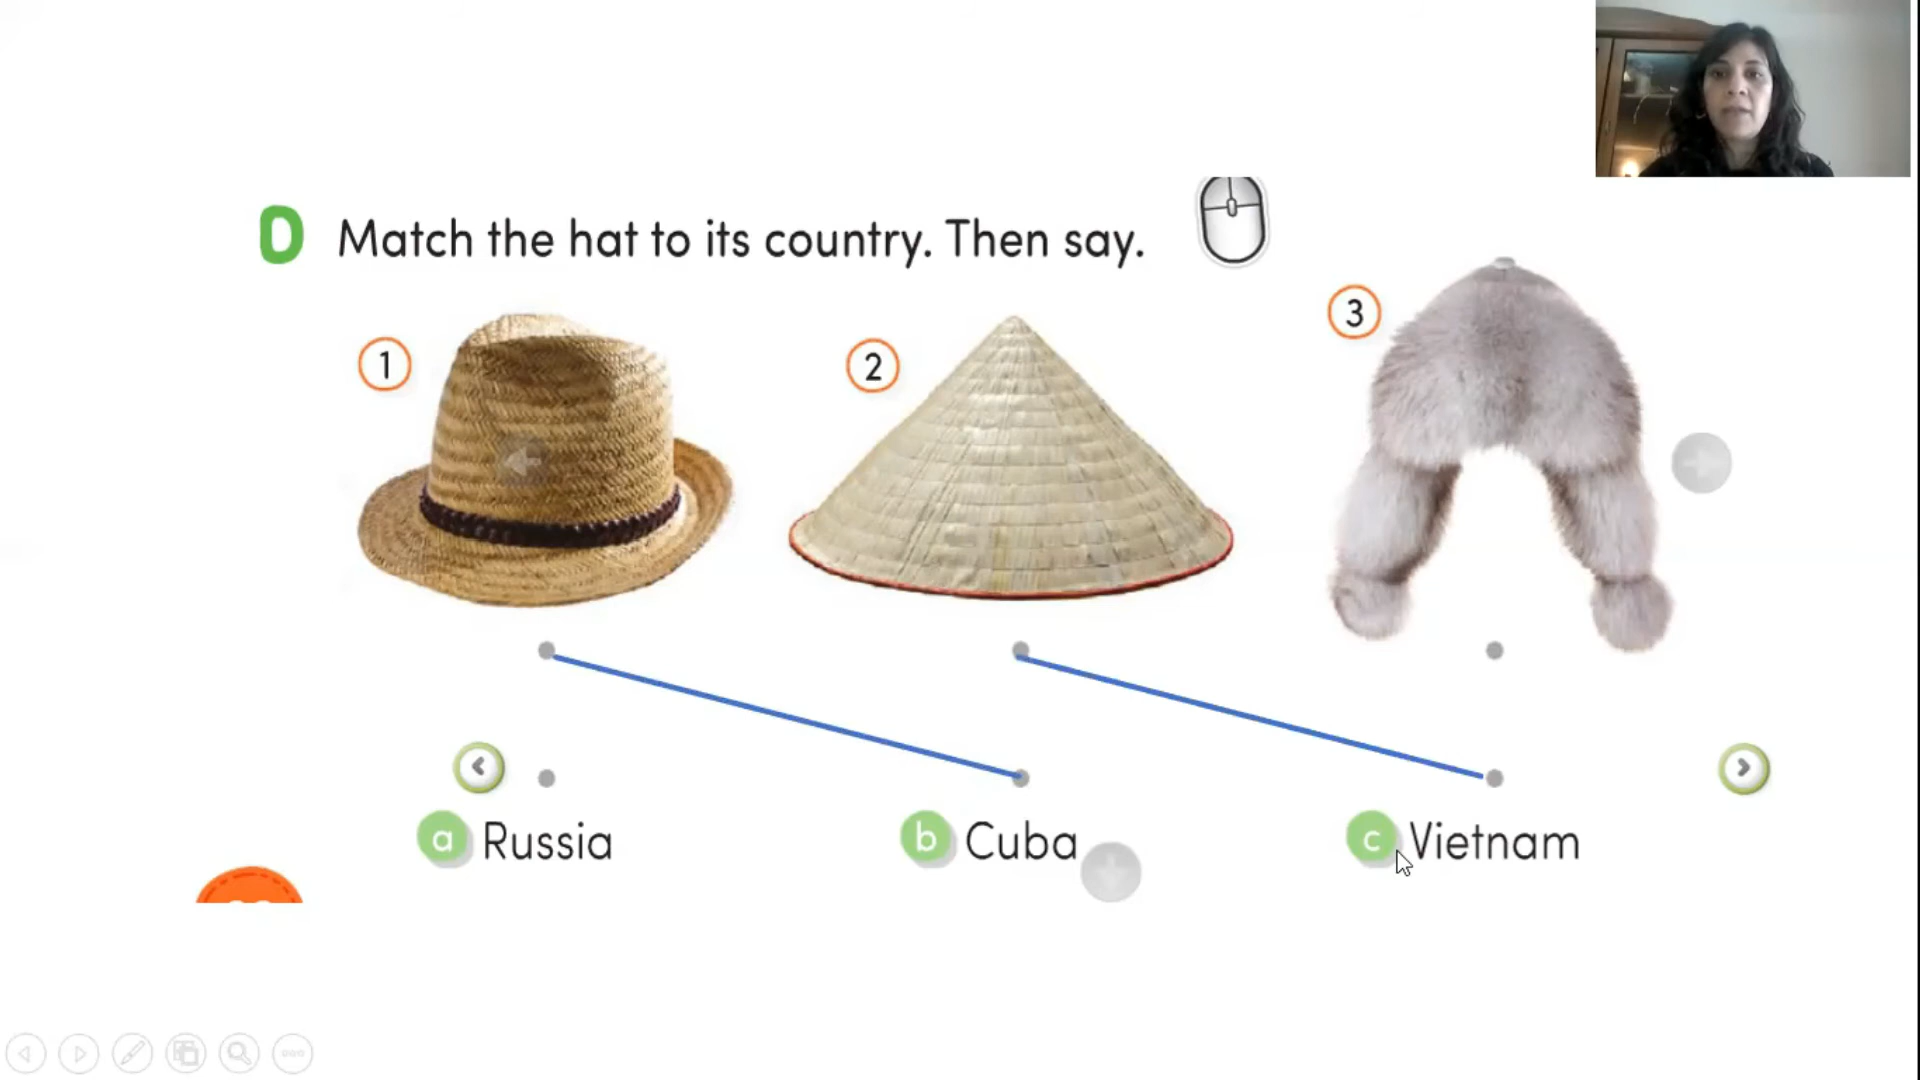 D Match the hat to its country. Then say.
1
2
3
a Russia
b Cuba
c Vietnam